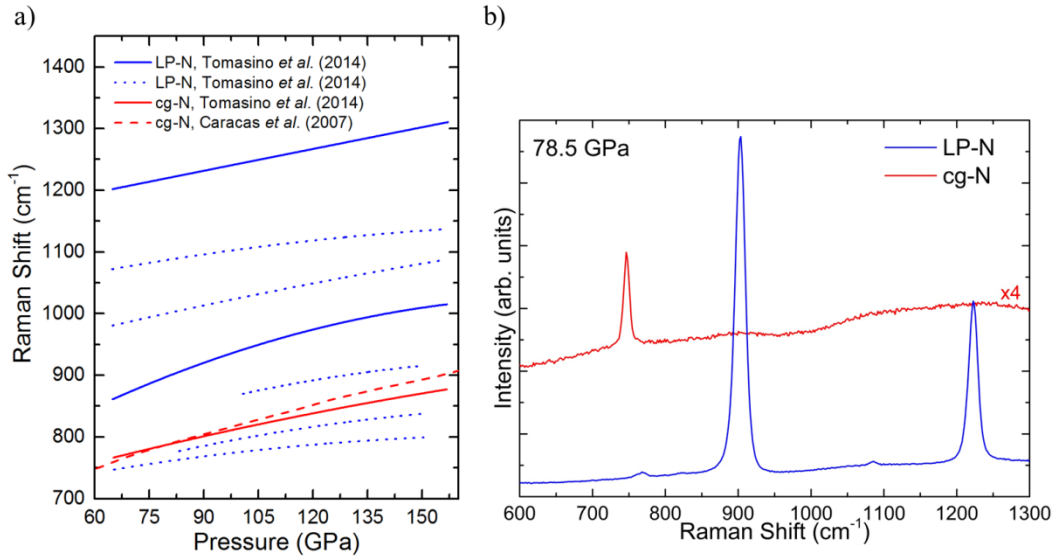 a)
1400
1300
1200
1100
1000
900
800
700
60
75
90
105
120
135
150
Raman Shift (cm-1)
Pressure (GPa)
LP-N, Tomasino et al. (2014)
LP-N, Tomasino et al. (2014)
cg-N, Tomasino et al. (2014)
cg-N, Caracas et al. (2007)
b)
78.5 GPa
LP-N
cg-N
x4
Intensity (arb. units)
600
700
800
900
1000
1100
1200
1300
Raman Shift (cm-1)